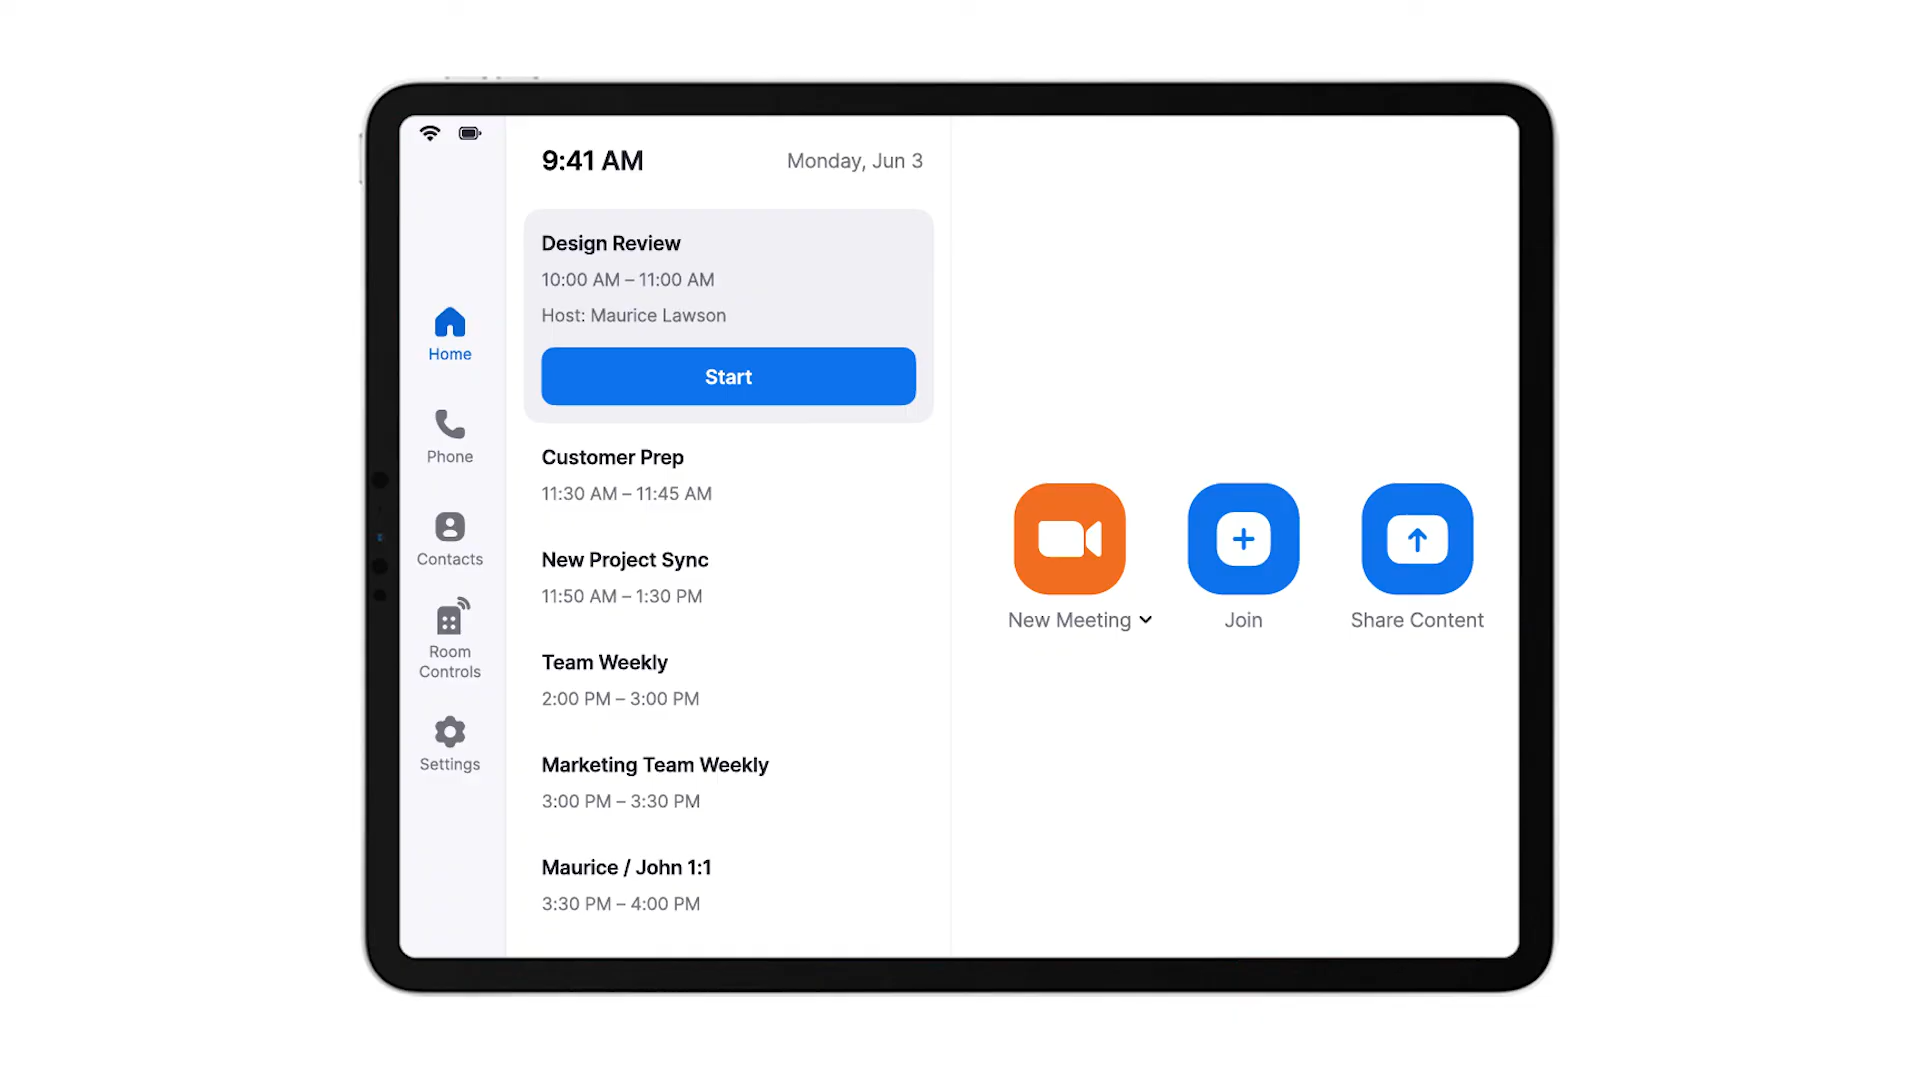 9:41 AM
Monday, Jun 3
Home
Phone
Contacts
Room
Controls
Settings
Design Review
10:00 AM – 11:00 AM
Host: Maurice Lawson
Start
Customer Prep
11:30 AM – 11:45 AM
New Project Sync
11:50 AM – 1:30 PM
Team Weekly
2:00 PM – 3:00 PM
Marketing Team Weekly
3:00 PM – 3:30 PM
Maurice / John 1:1
3:30 PM – 4:00 PM
New Meeting
Join
Share Content